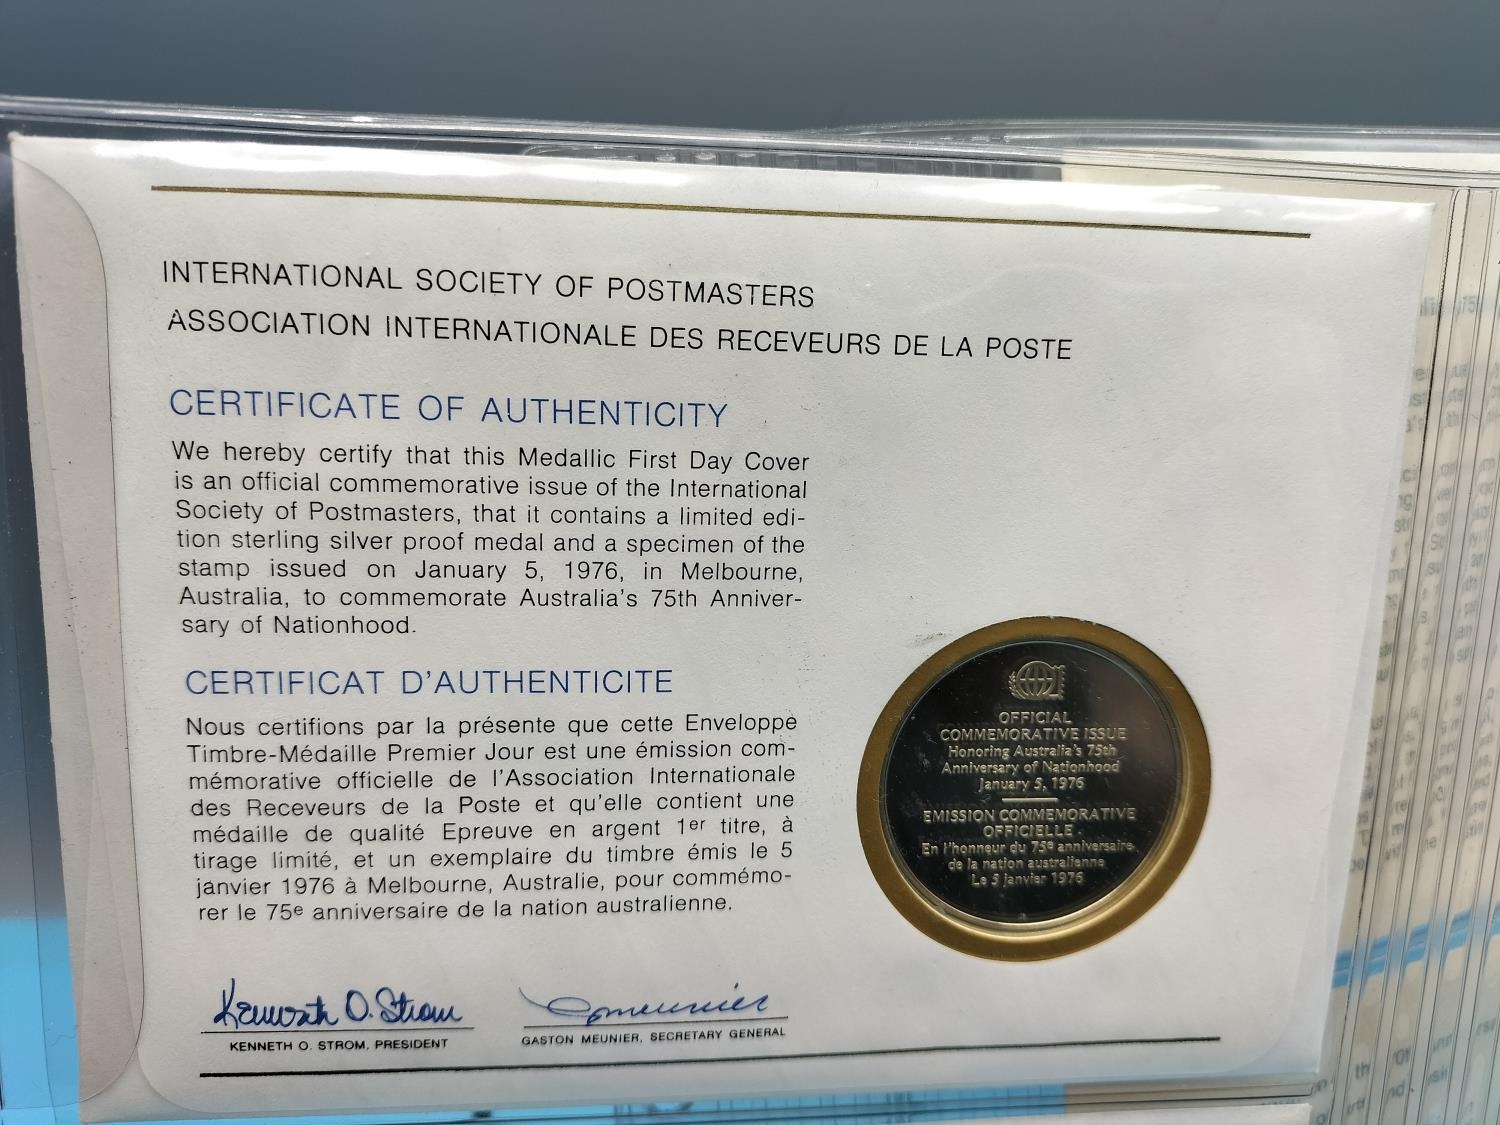 INTERNATIONAL SOCIETY OF POSTMASTERS
ASSOCIATION INTERNATIONALE DES RECEVEURS DE LA POSTE
CERTIFICATE OF AUTHENTICITY
We hereby certify that this Medallic First Day Cover
is an official commemorative issue of the International
Society of Postmasters, that it contains a limited edi-
tion sterling silver proof medal and a specimen of the
stamp issued on January 5, 1976, in Melbourne,
Australia, to commemorate Australia's 75th Anniver-
sary of Nationhood.
CERTIFICAT D'AUTHENTICITE
Nous certifions par la présente que cette Enveloppe
Timbre-Médaille Premier Jour est une émission com-
mémorative officielle de l'Association Internationale
des Receveurs de la Poste et qu'elle contient une
médaille de qualité Epreuve en argent 1er titre, à
tirage limité, et un exemplaire du timbre émis le 5
janvier 1976 à Melbourne, Australie, pour commémo-
rer le 75e anniversaire de la nation australienne.
Kenneth O. Strom
KENNETH O. STROM, PRESIDENT
GMeunier
GASTON MEUNIER, SECRETARY GENERAL
OFFICIAL
COMMEMORATIVE ISSUE
Honoring Australia's 75th
Anniversary of Nationhood
January 5, 1976
EMISSION COMMEMORATIVE
OFFICIELLE
En l'honneur du 75e anniversaire
de la nation australienne
Le 5 janvier 1976